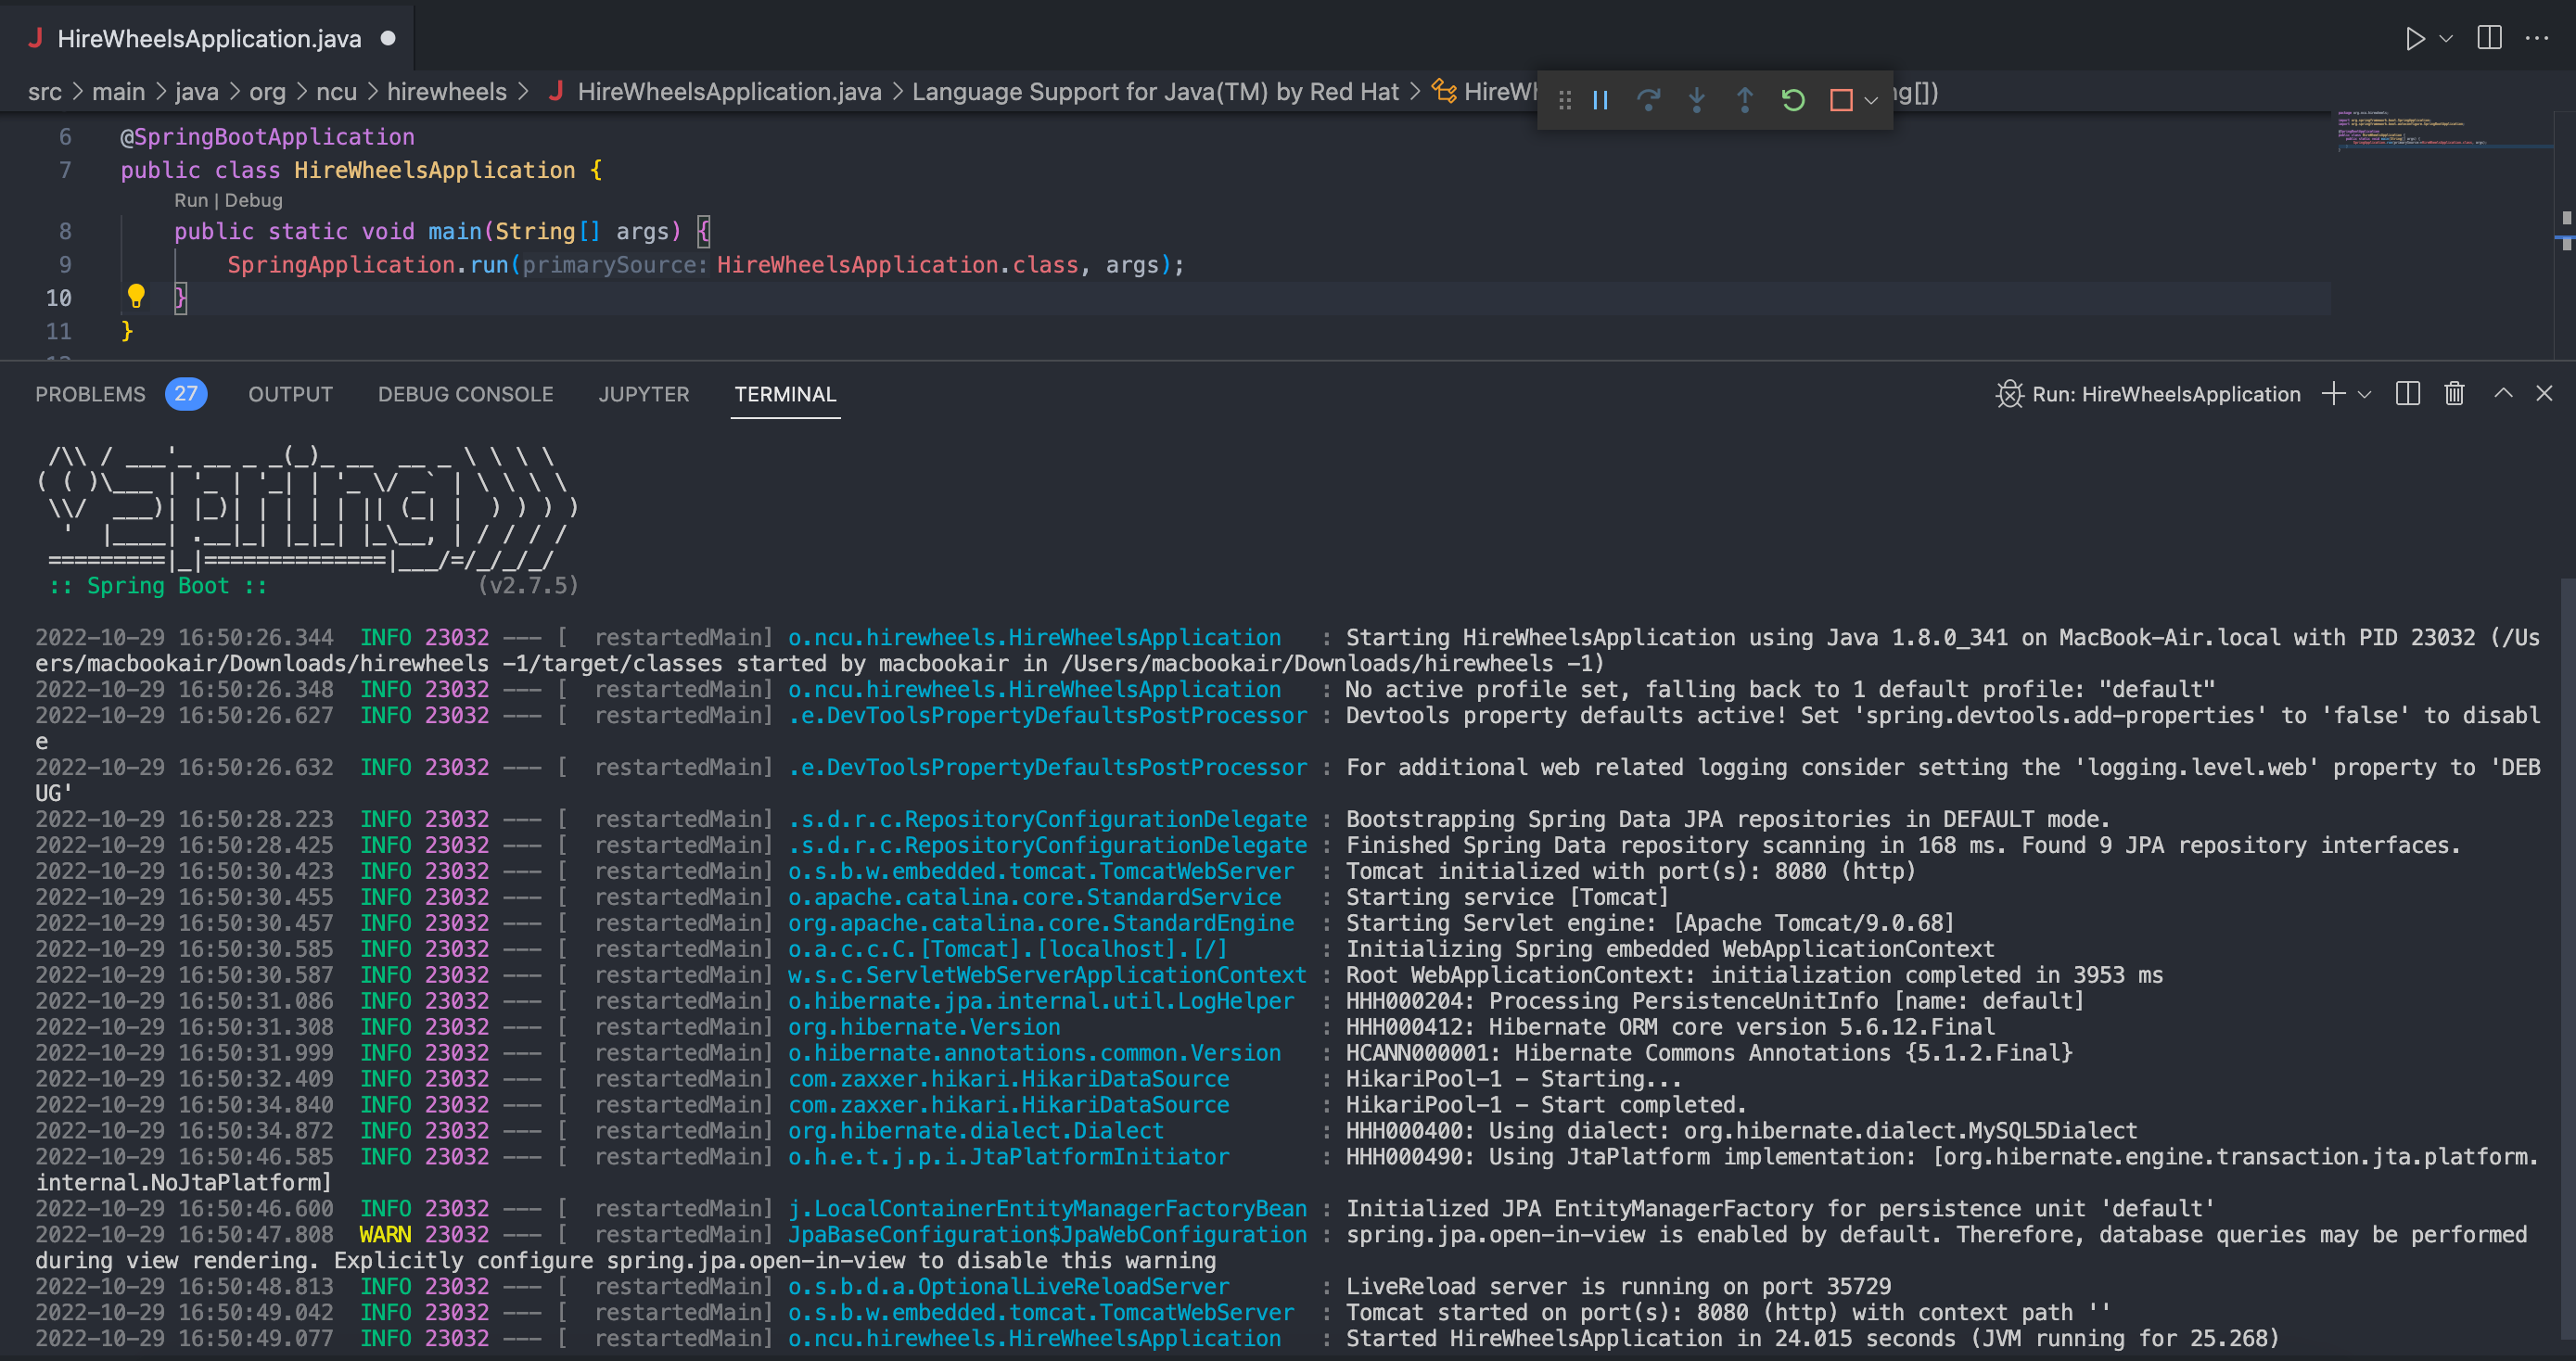 HireWheelsApplication.java
src > main > java > org > ncu > hirewheels > HireWheelsApplication.java > Language Support for Java(TM) by Red Hat > HireWh
ng[])
6 @SpringBootApplication
7 public class HireWheelsApplication {
Run | Debug
8 public static void main(String[] args) {
9 SpringApplication.run(primarySource:HireWheelsApplication.class, args);
10 }
11 }
PROBLEMS 27 OUTPUT DEBUG CONSOLE JUPYTER TERMINAL Run: HireWheelsApplication
 /\\ / ___'_ __ _ _(_)_ __  __ _ \ \ \ \
( ( )\___ | '_ | '_| | '_ \/ _` | \ \ \ \
 \\/  ___)| |_)| | | | | || (_| |  ) ) ) )
  '  |____| .__|_| |_|_| |_\__, | / / / /
 =========|_|==============|___/=/_/_/_/
:: Spring Boot :: (v2.7.5)
2022-10-29 16:50:26.344 INFO 23032 --- [ restartedMain] o.ncu.hirewheels.HireWheelsApplication : Starting HireWheelsApplication using Java 1.8.0_341 on MacBook-Air.local with PID 23032 (/Us
ers/macbookair/Downloads/hirewheels -1/target/classes started by macbookair in /Users/macbookair/Downloads/hirewheels -1)
2022-10-29 16:50:26.348 INFO 23032 --- [ restartedMain] o.ncu.hirewheels.HireWheelsApplication : No active profile set, falling back to 1 default profile: "default"
2022-10-29 16:50:26.627 INFO 23032 --- [ restartedMain] .e.DevToolsPropertyDefaultsPostProcessor : Devtools property defaults active! Set 'spring.devtools.add-properties' to 'false' to disabl
e
2022-10-29 16:50:26.632 INFO 23032 --- [ restartedMain] .e.DevToolsPropertyDefaultsPostProcessor : For additional web related logging consider setting the 'logging.level.web' property to 'DEB
UG'
2022-10-29 16:50:28.223 INFO 23032 --- [ restartedMain] .s.d.r.c.RepositoryConfigurationDelegate : Bootstrapping Spring Data JPA repositories in DEFAULT mode.
2022-10-29 16:50:28.425 INFO 23032 --- [ restartedMain] .s.d.r.c.RepositoryConfigurationDelegate : Finished Spring Data repository scanning in 168 ms. Found 9 JPA repository interfaces.
2022-10-29 16:50:30.423 INFO 23032 --- [ restartedMain] o.s.b.w.embedded.tomcat.TomcatWebServer : Tomcat initialized with port(s): 8080 (http)
2022-10-29 16:50:30.455 INFO 23032 --- [ restartedMain] o.apache.catalina.core.StandardService : Starting service [Tomcat]
2022-10-29 16:50:30.457 INFO 23032 --- [ restartedMain] org.apache.catalina.core.StandardEngine : Starting Servlet engine: [Apache Tomcat/9.0.68]
2022-10-29 16:50:30.585 INFO 23032 --- [ restartedMain] o.a.c.c.C.[Tomcat].[localhost].[/] : Initializing Spring embedded WebApplicationContext
2022-10-29 16:50:30.587 INFO 23032 --- [ restartedMain] w.s.c.ServletWebServerApplicationContext : Root WebApplicationContext: initialization completed in 3953 ms
2022-10-29 16:50:31.086 INFO 23032 --- [ restartedMain] o.hibernate.jpa.internal.util.LogHelper : HHH000204: Processing PersistenceUnitInfo [name: default]
2022-10-29 16:50:31.308 INFO 23032 --- [ restartedMain] org.hibernate.Version : HHH000412: Hibernate ORM core version 5.6.12.Final
2022-10-29 16:50:31.999 INFO 23032 --- [ restartedMain] o.hibernate.annotations.common.Version : HCANN000001: Hibernate Commons Annotations {5.1.2.Final}
2022-10-29 16:50:32.409 INFO 23032 --- [ restartedMain] com.zaxxer.hikari.HikariDataSource : HikariPool-1 - Starting...
2022-10-29 16:50:34.840 INFO 23032 --- [ restartedMain] com.zaxxer.hikari.HikariDataSource : HikariPool-1 - Start completed.
2022-10-29 16:50:34.872 INFO 23032 --- [ restartedMain] org.hibernate.dialect.Dialect : HHH000400: Using dialect: org.hibernate.dialect.MySQL5Dialect
2022-10-29 16:50:46.585 INFO 23032 --- [ restartedMain] o.h.e.t.j.p.i.JtaPlatformInitiator : HHH000490: Using JtaPlatform implementation: [org.hibernate.engine.transaction.jta.platform.
internal.NoJtaPlatform]
2022-10-29 16:50:46.600 INFO 23032 --- [ restartedMain] j.LocalContainerEntityManagerFactoryBean : Initialized JPA EntityManagerFactory for persistence unit 'default'
2022-10-29 16:50:47.808 WARN 23032 --- [ restartedMain] JpaBaseConfiguration$JpaWebConfiguration : spring.jpa.open-in-view is enabled by default. Therefore, database queries may be performed
during view rendering. Explicitly configure spring.jpa.open-in-view to disable this warning
2022-10-29 16:50:48.813 INFO 23032 --- [ restartedMain] o.s.b.d.a.OptionalLiveReloadServer : LiveReload server is running on port 35729
2022-10-29 16:50:49.042 INFO 23032 --- [ restartedMain] o.s.b.w.embedded.tomcat.TomcatWebServer : Tomcat started on port(s): 8080 (http) with context path ''
2022-10-29 16:50:49.077 INFO 23032 --- [ restartedMain] o.ncu.hirewheels.HireWheelsApplication : Started HireWheelsApplication in 24.015 seconds (JVM running for 25.268)